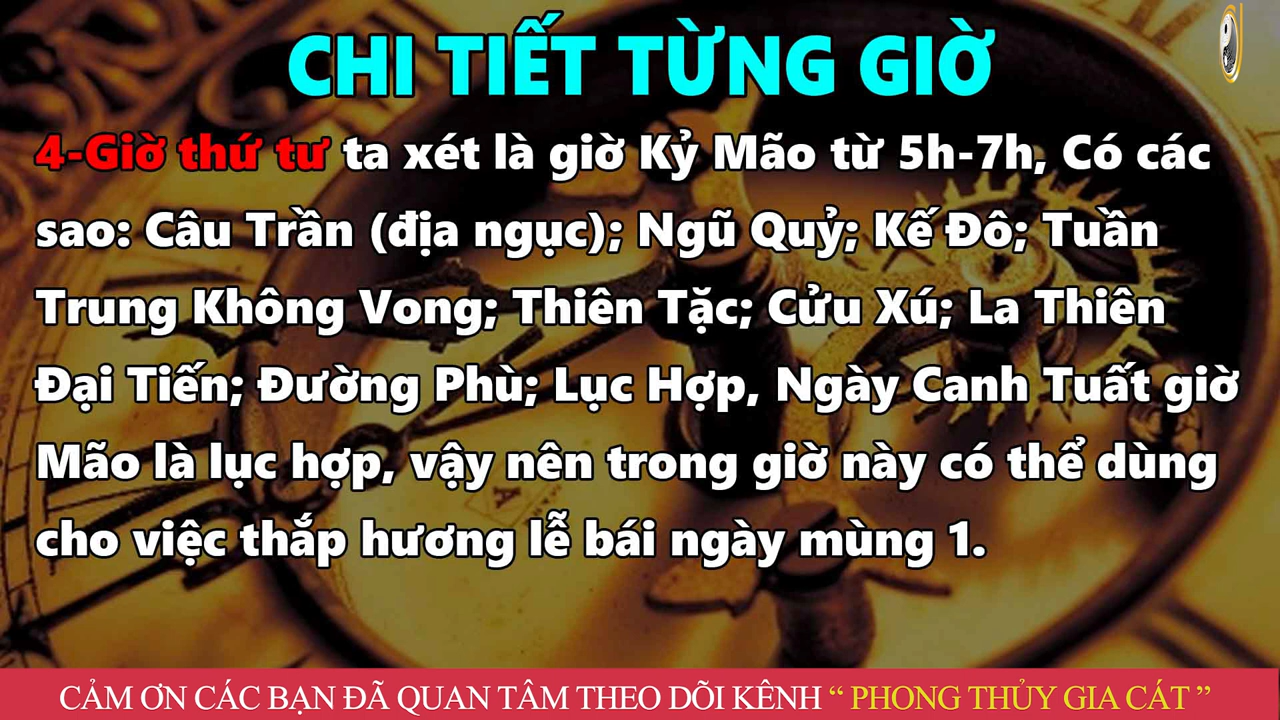 CHI TIẾT TỪNG GIỜ
4-Giờ thứ tư ta xét là giờ Kỷ Mão từ 5h-7h, Có các
sao: Câu Trần (địa ngục); Ngũ Quỷ; Kế Đô; Tuần
Trung Không Vong; Thiên Tặc; Cửu Xú; La Thiên
Đại Tiến; Đường Phù; Lục Hợp, Ngày Canh Tuất giờ
Mão là lục hợp, vậy nên trong giờ này có thể dùng
cho việc thắp hương lễ bái ngày mùng 1.
CẢM ƠN CÁC BẠN ĐÃ QUAN TÂM THEO DÕI KÊNH “ PHONG THỦY GIA CÁT ”